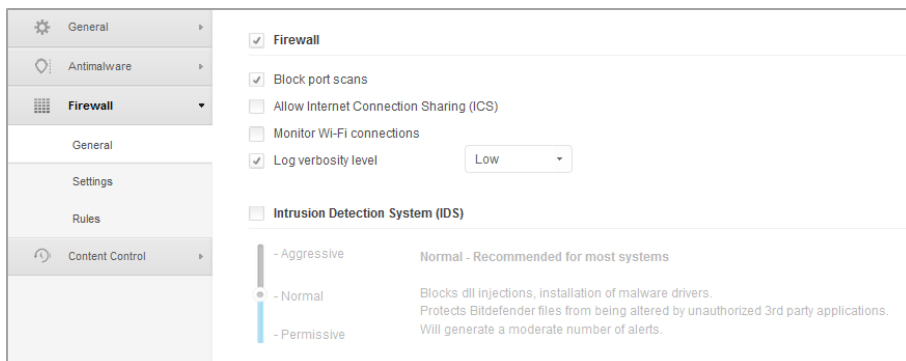 General
Antimalware
Firewall
General
Settings
Rules
Content Control
Firewall
Block port scans
Allow Internet Connection Sharing (ICS)
Monitor Wi-Fi connections
Log verbosity level Low
Intrusion Detection System (IDS)
- Aggressive
- Normal
- Permissive
Normal - Recommended for most systems
Blocks dll injections, installation of malware drivers.
Protects Bitdefender files from being altered by unauthorized 3rd party applications.
Will generate a moderate number of alerts.